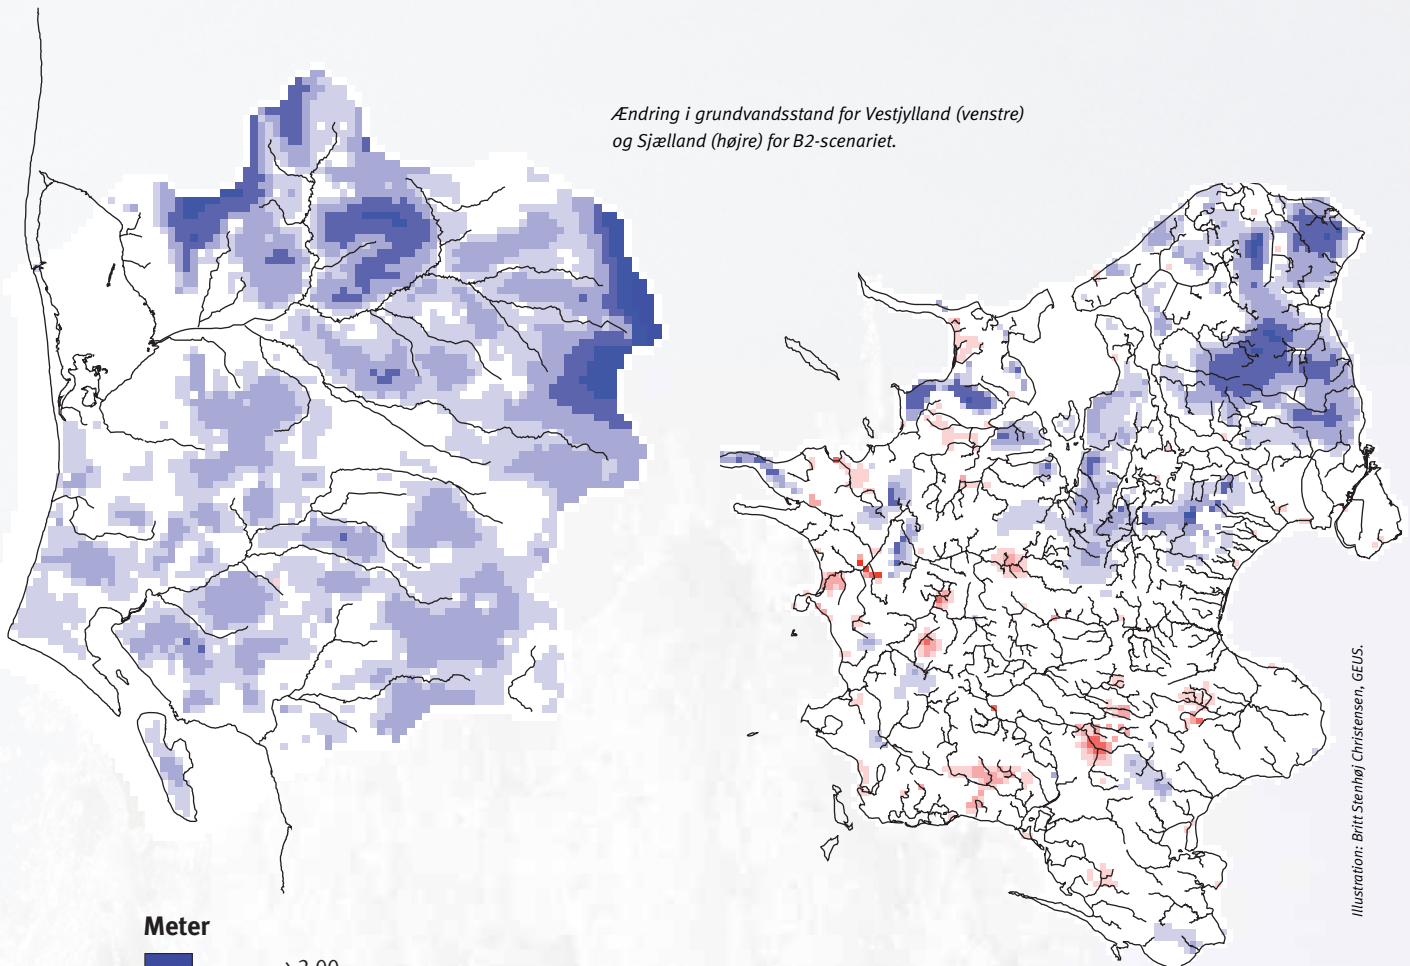 Ændring i grundvandsstand for Vestjylland (venstre)
og Sjælland (højre) for B2-scenariet.
Illustration: Britt Stenhøj Christensen, GEUS.
Meter